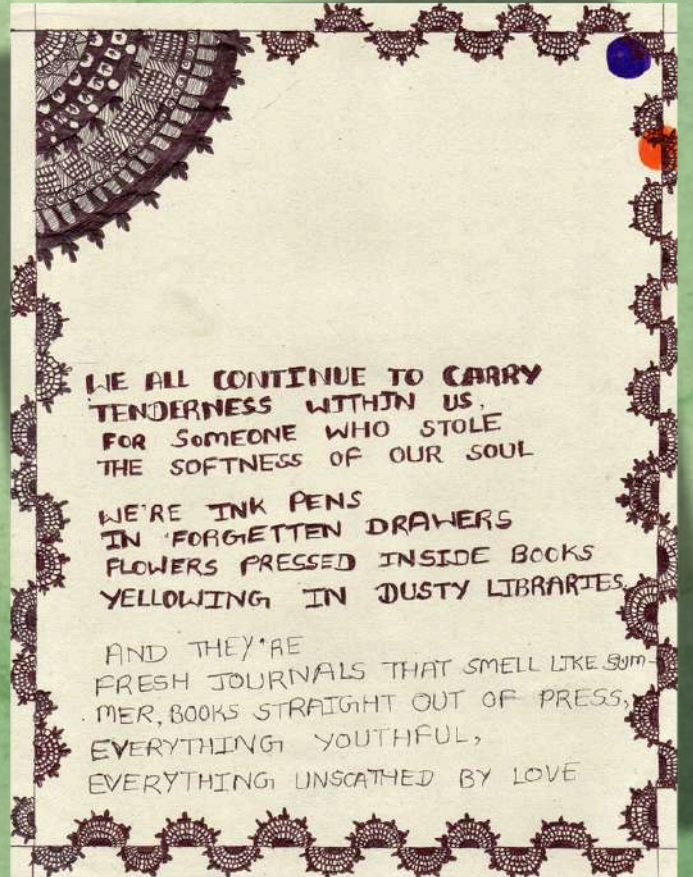 WE ALL CONTINUE TO CARRY
TENDERNESS WITHIN US,
FOR SOMEONE WHO STOLE
THE SOFTNESS OF OUR SOUL
WE'RE INK PENS
IN FORGETTEN DRAWERS
FLOWERS PRESSED INSIDE BOOKS
YELLOWING IN DUSTY LIBRARIES,
AND THEY'RE
FRESH JOURNALS THAT SMELL LIKE SUM-
MER, BOOKS STRAIGHT OUT OF PRESS,
EVERYTHING YOUTHFUL,
EVERYTHING UNSCATHED BY LOVE